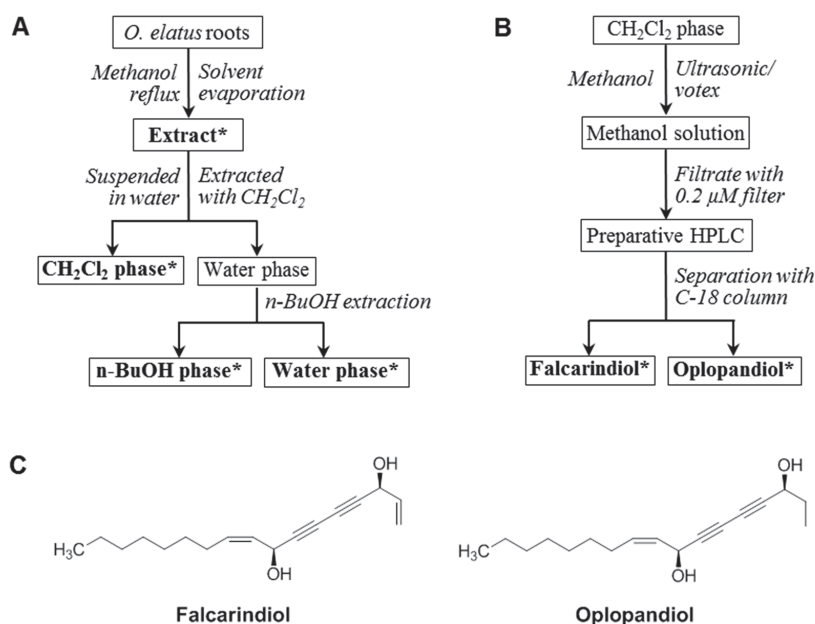 A
O. elatus roots
Methanol
reflux
Solvent
evaporation
Extract*
Suspended
in water
Extracted
with CH₂Cl₂
CH₂Cl₂ phase*
Water phase
n-BuOH extraction
n-BuOH phase*
Water phase*
B
CH₂Cl₂ phase
Methanol
Ultrasonic/
votex
Methanol solution
Filtrate with
0.2 µM filter
Preparative HPLC
Separation with
C-18 column
Falcarindiol*
Oplopandiol*
C
OH
H₃C
OH
Falcarindiol
OH
H₃C
OH
Oplopandiol